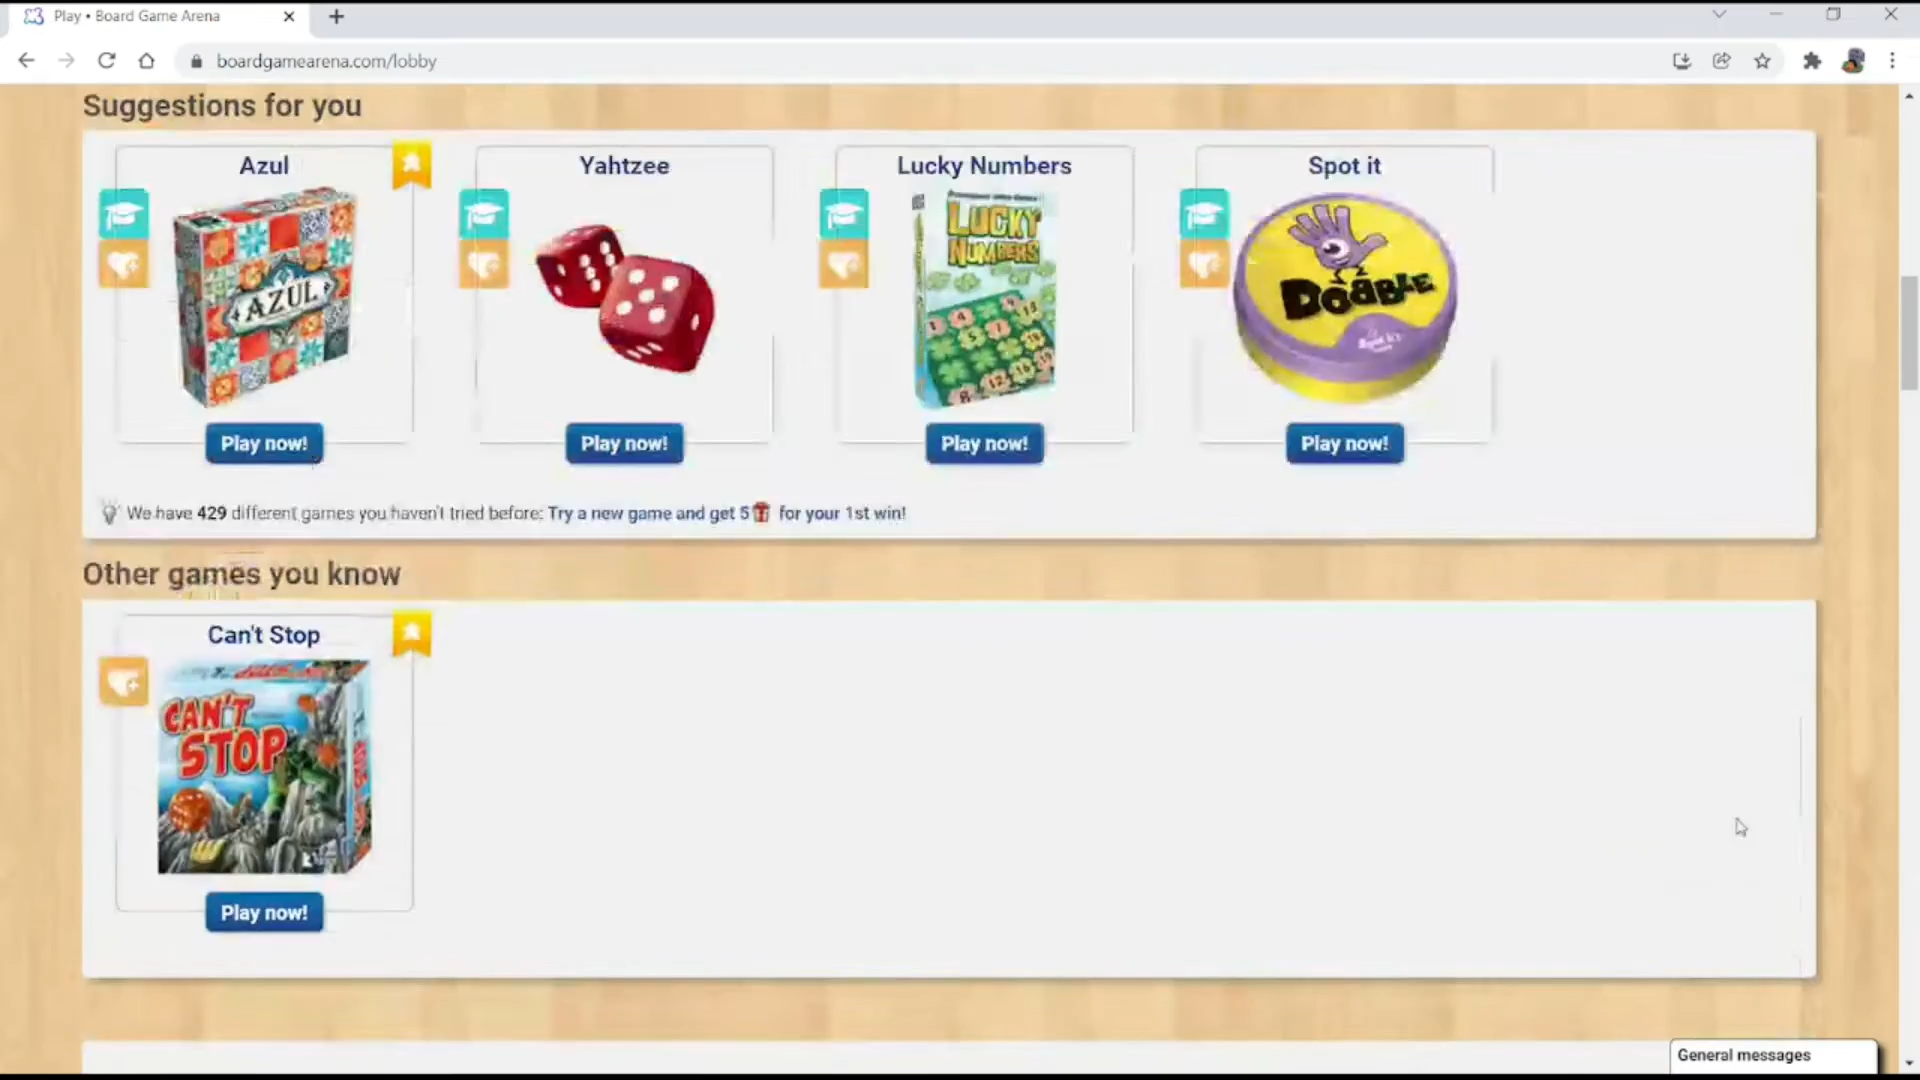 Play • Board Game Arena
boardgamearena.com/lobby
Suggestions for you
Azul
Yahtzee
Lucky Numbers
Spot it
AZUL
LUCKY
NUMBERS
DOBBLE
Play now!
Play now!
Play now!
Play now!
We have 429 different games you haven't tried before: Try a new game and get 5 for your 1st win!
Other games you know
Can't Stop
CAN'T
STOP
Play now!
General messages